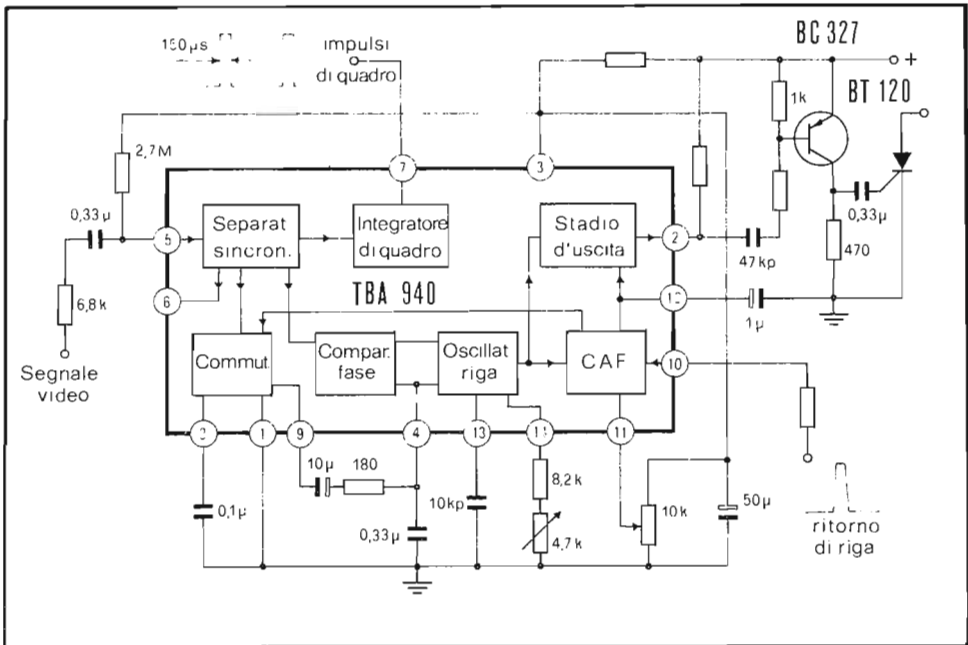 150µs
impulsi
di quadro
BC 327
+
BT 120
1k
2,7M
7
3
0,33µ
Separat
sincron.
Integratore
di quadro
Stadio
d'uscita
5
2
0,33µ
47kp
470
6
TBA 940
6,8k
1µ
Segnale
video
Commut.
Compar.
fase
Oscillat
riga
CAF
10
1
9
4
13
11
10µ
180
8,2k
0,1µ
0,33µ
10kp
4,7k
10k
50µ
ritorno
di riga